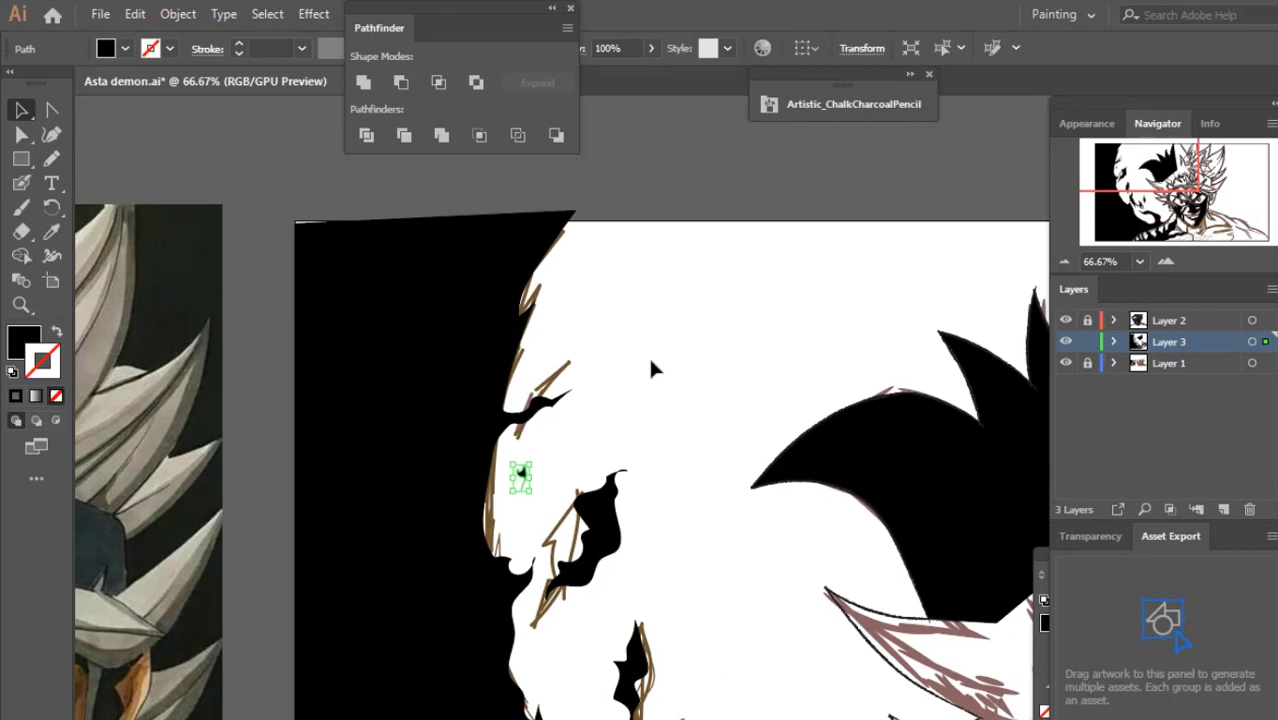 Ai File Edit Object Type Select Effect Painting Search Adobe Help
Pathfinder
Path Stroke: 100% Style: Transform
Shape Modes:
Expand
Asta demon.ai* @ 66.67% (RGB/GPU Preview)
Artistic_ChalkCharcoalPencil
Pathfinders:
Appearance Navigator Info
66.67%
Layers
Layer 2
Layer 3
Layer 1
3 Layers
Transparency Asset Export
Drag artwork to this panel to generate
multiple assets. Each group is added as
an asset.